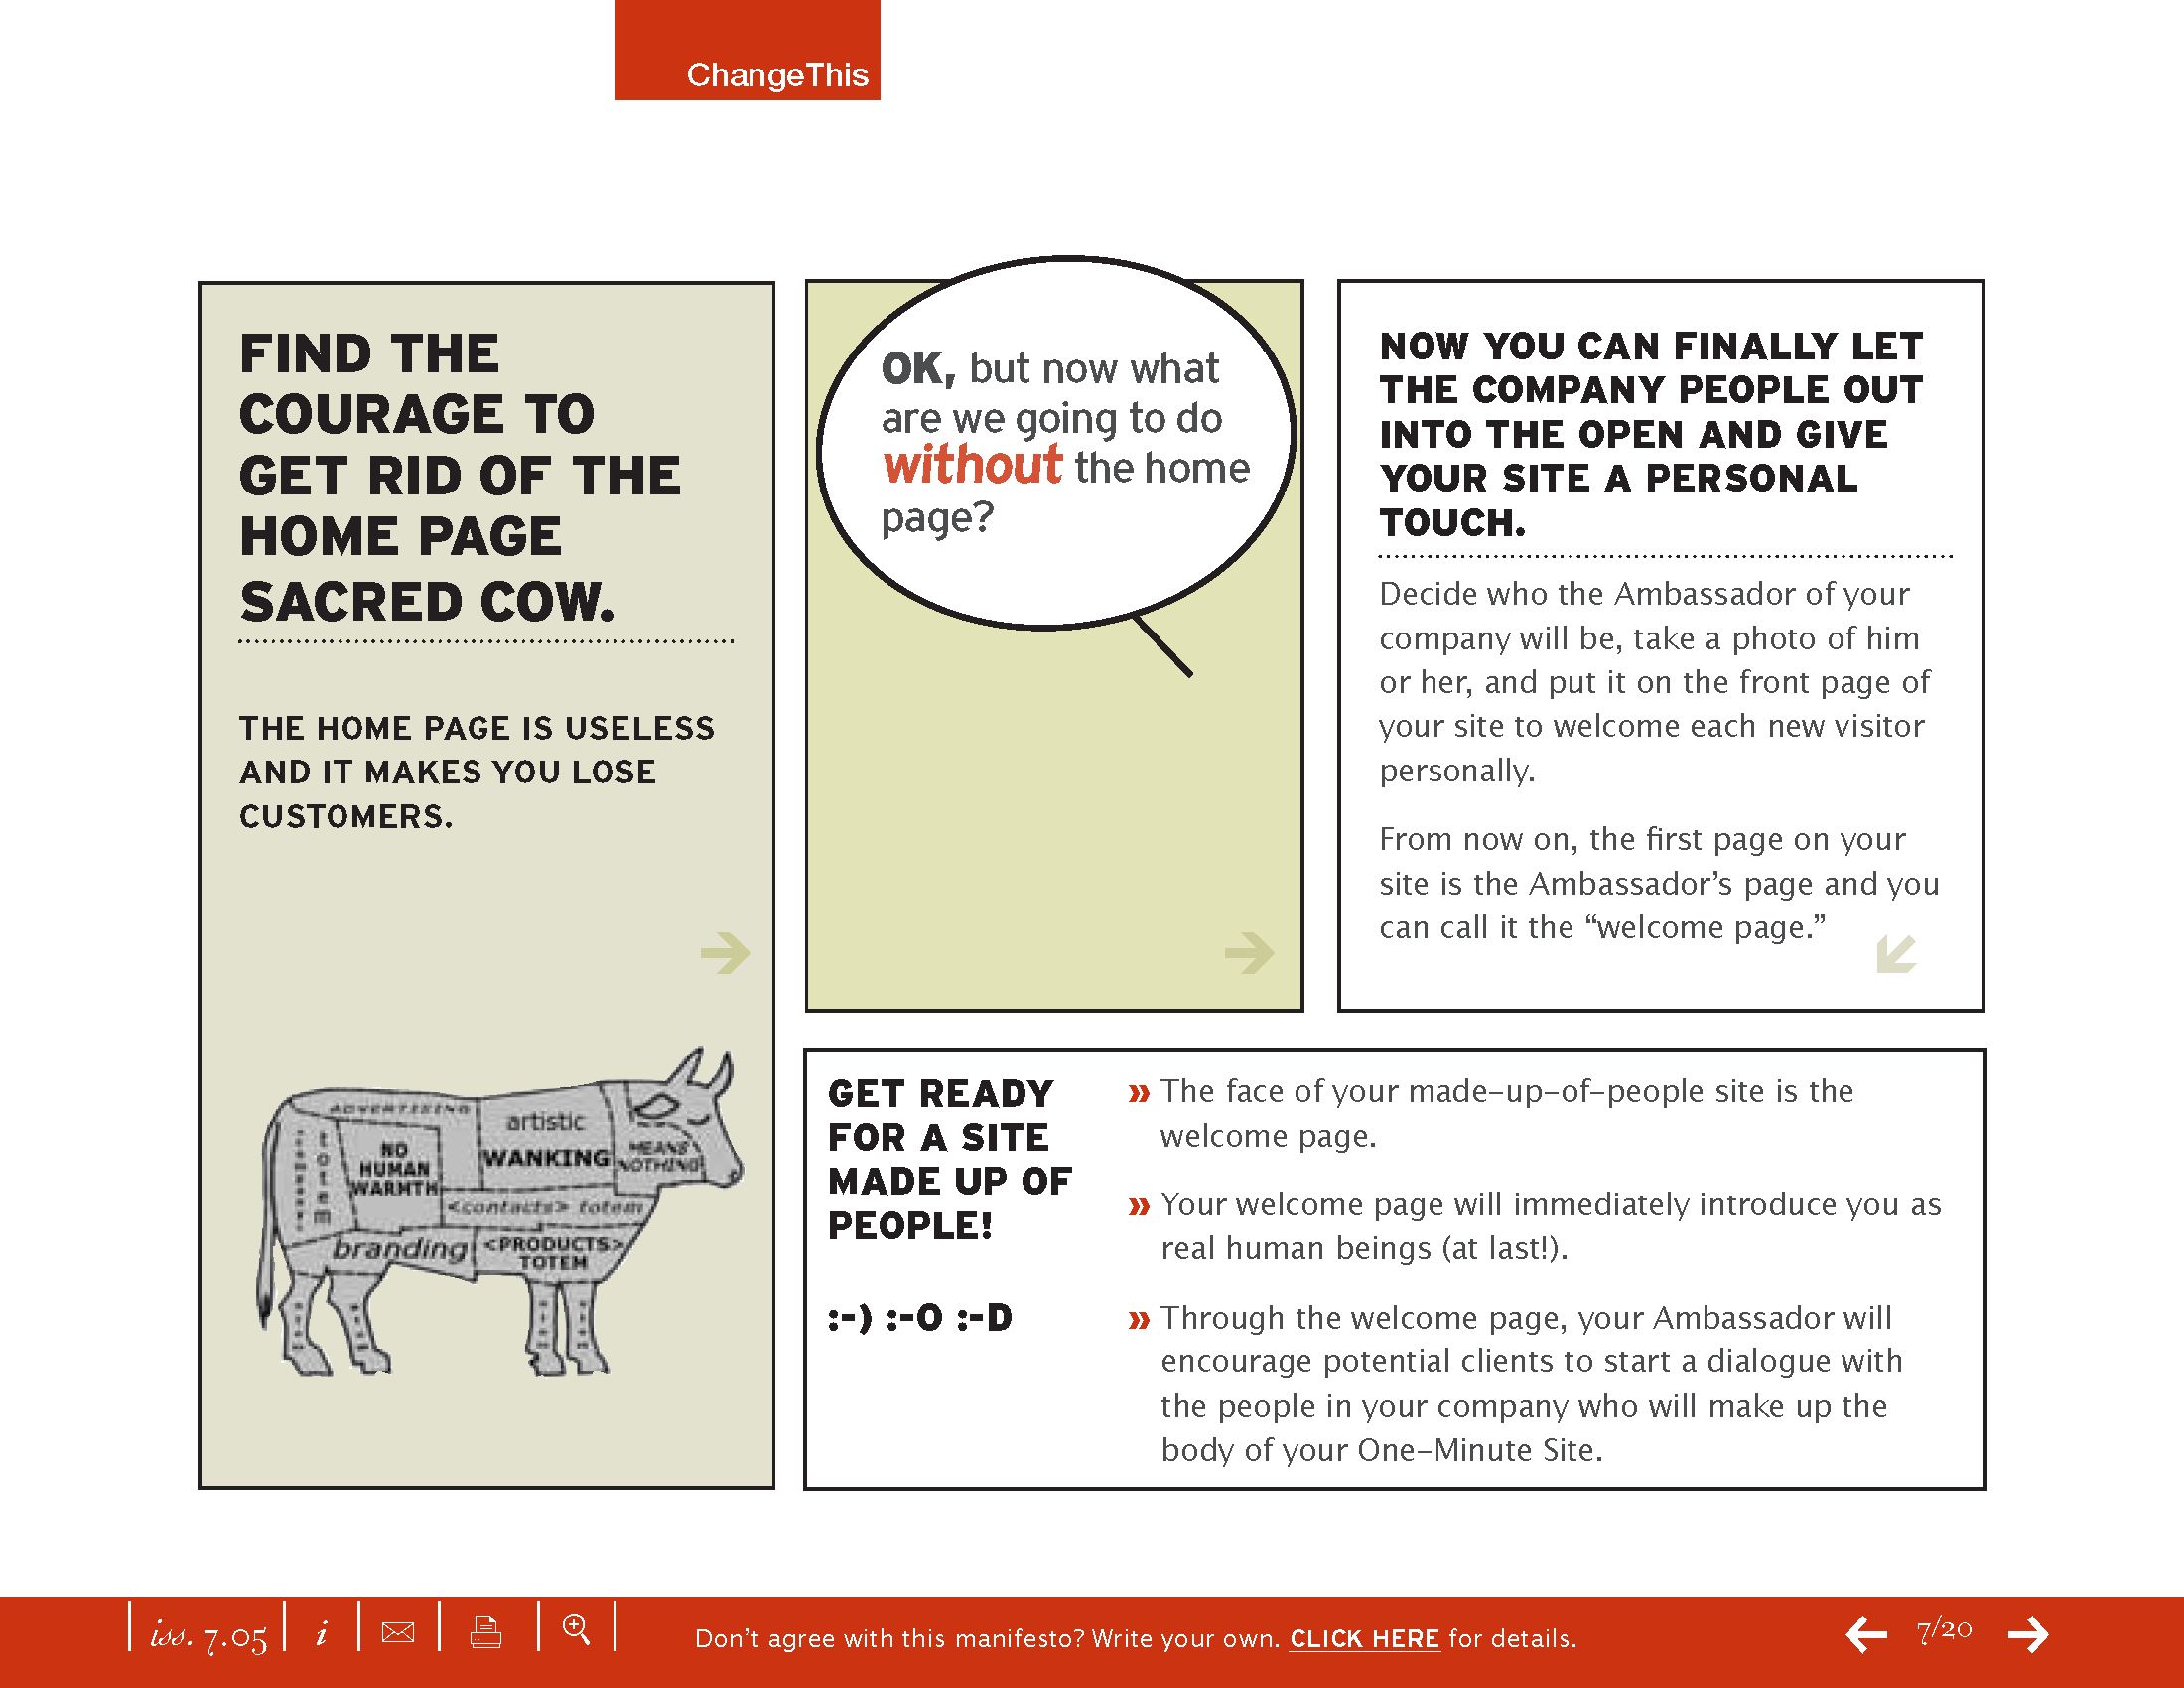 ChangeThis
FIND THE
COURAGE TO
GET RID OF THE
HOME PAGE
SACRED COW.
THE HOME PAGE IS USELESS
AND IT MAKES YOU LOSE
CUSTOMERS.
ADVERTISING
totem
NO
HUMAN
WARMTH
artistic
WANKING
MEANS
NOTHING
<contacts> totem
branding
<PRODUCTS>
TOTEM
OK, but now what
are we going to do
without the home
page?
NOW YOU CAN FINALLY LET
THE COMPANY PEOPLE OUT
INTO THE OPEN AND GIVE
YOUR SITE A PERSONAL
TOUCH.
Decide who the Ambassador of your
company will be, take a photo of him
or her, and put it on the front page of
your site to welcome each new visitor
personally.
From now on, the first page on your
site is the Ambassador’s page and you
can call it the “welcome page.”
GET READY
FOR A SITE
MADE UP OF
PEOPLE!
:-) :-O :-D
» The face of your made-up-of-people site is the
welcome page.
» Your welcome page will immediately introduce you as
real human beings (at last!).
» Through the welcome page, your Ambassador will
encourage potential clients to start a dialogue with
the people in your company who will make up the
body of your One-Minute Site.
iss. 7.05
i
Don’t agree with this manifesto? Write your own. CLICK HERE for details.
7/20